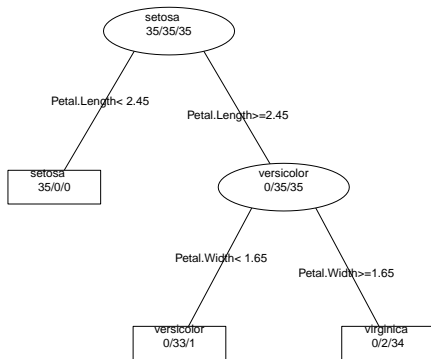 setosa
35/35/35
Petal.Length< 2.45
Petal.Length>=2.45
setosa
35/0/0
versicolor
0/35/35
Petal.Width< 1.65
Petal.Width>=1.65
versicolor
0/33/1
virginica
0/2/34